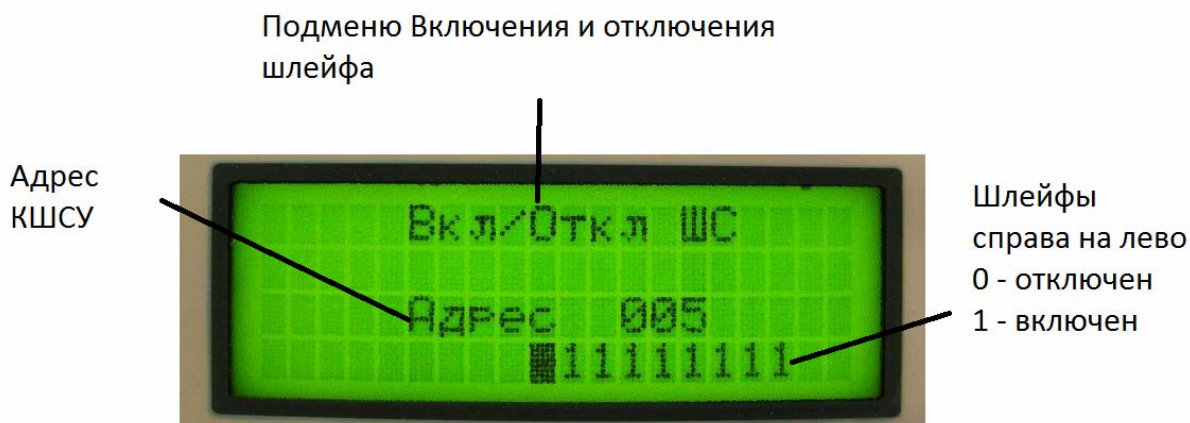 Подменю Включения и отключения
шлейфа
Адрес
КШСУ
Вкл/Откл ШС
Адрес 005
11111111
Шлейфы
справа на лево
0 - отключен
1 - включен